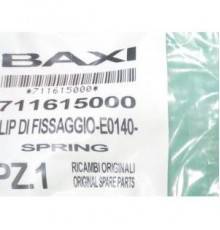 BAXI
*711615000*
711615000
LIP DI FISSAGGIO-E0140-
SPRING
PZ.1
RICAMBI ORIGINALI
ORIGINAL SPARE PARTS